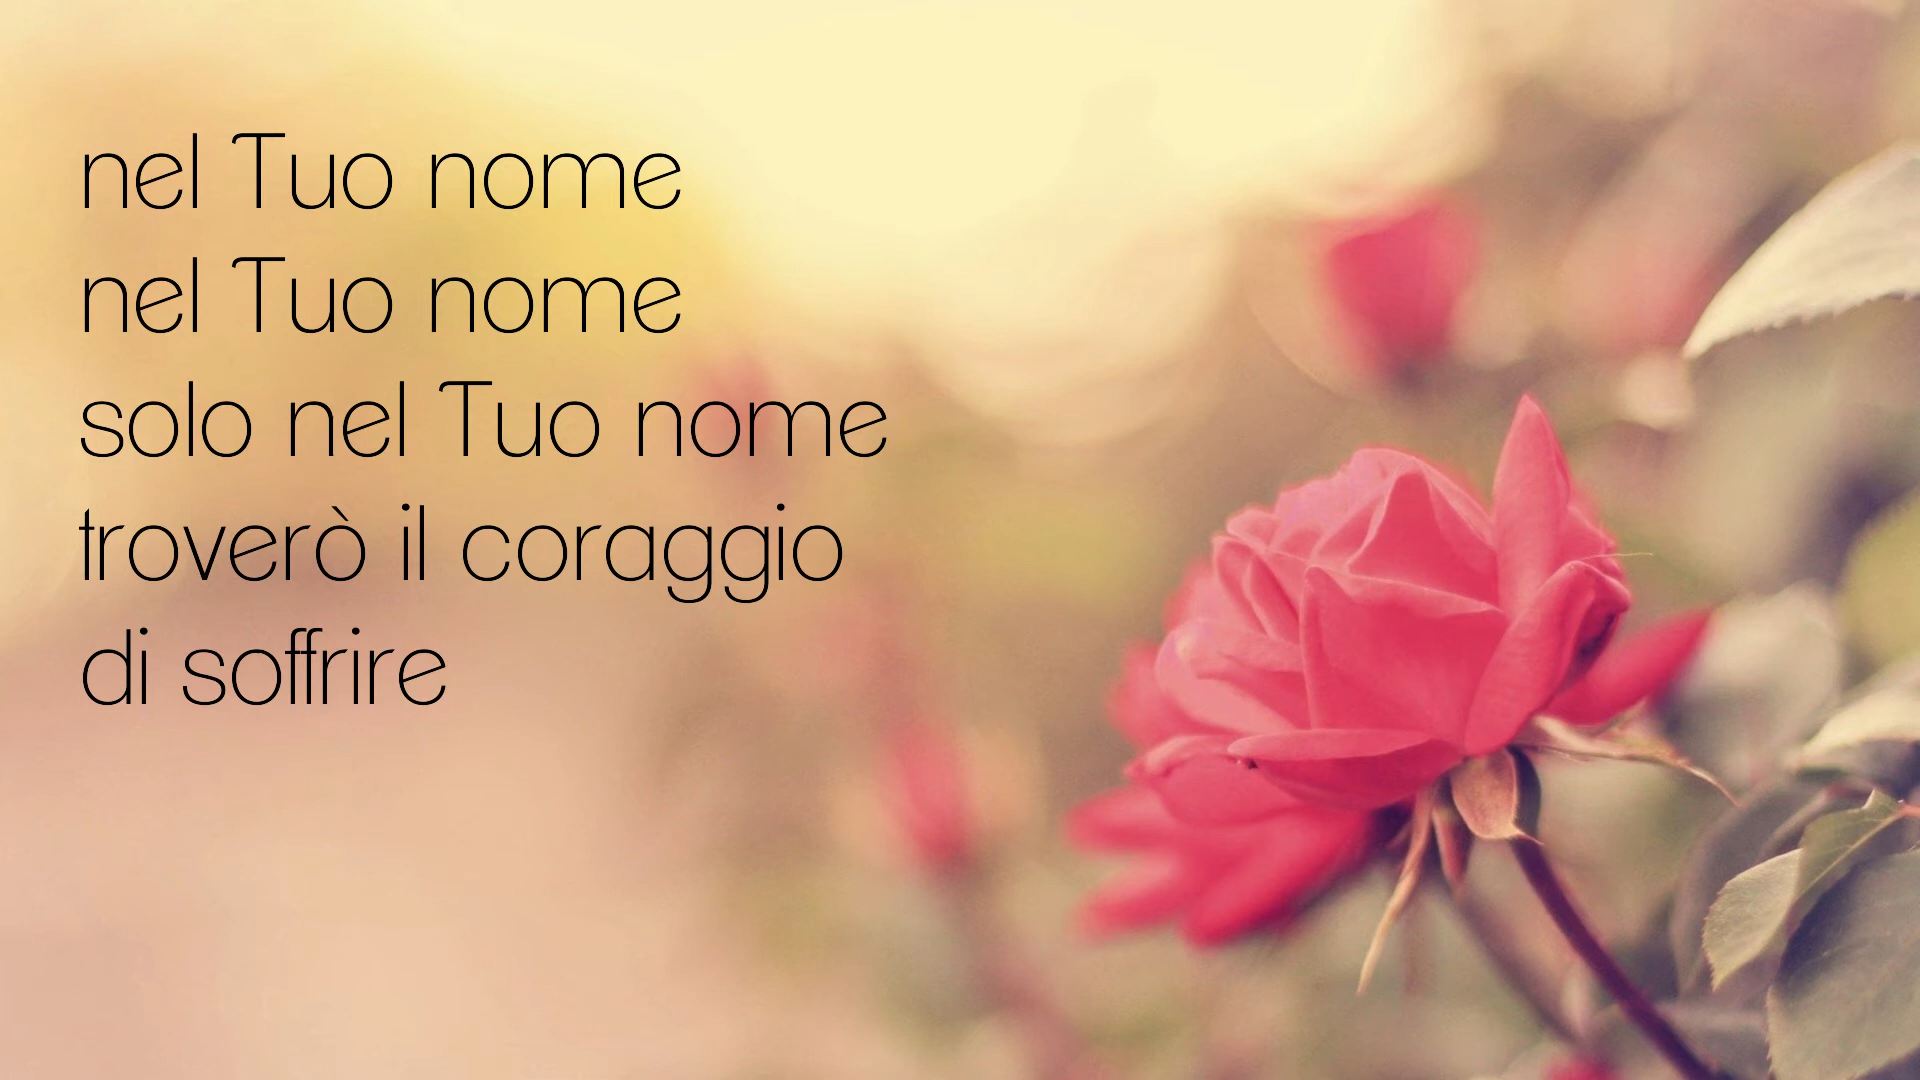 nel Tuo nome
nel Tuo nome
solo nel Tuo nome
troverò il coraggio
di soffrire